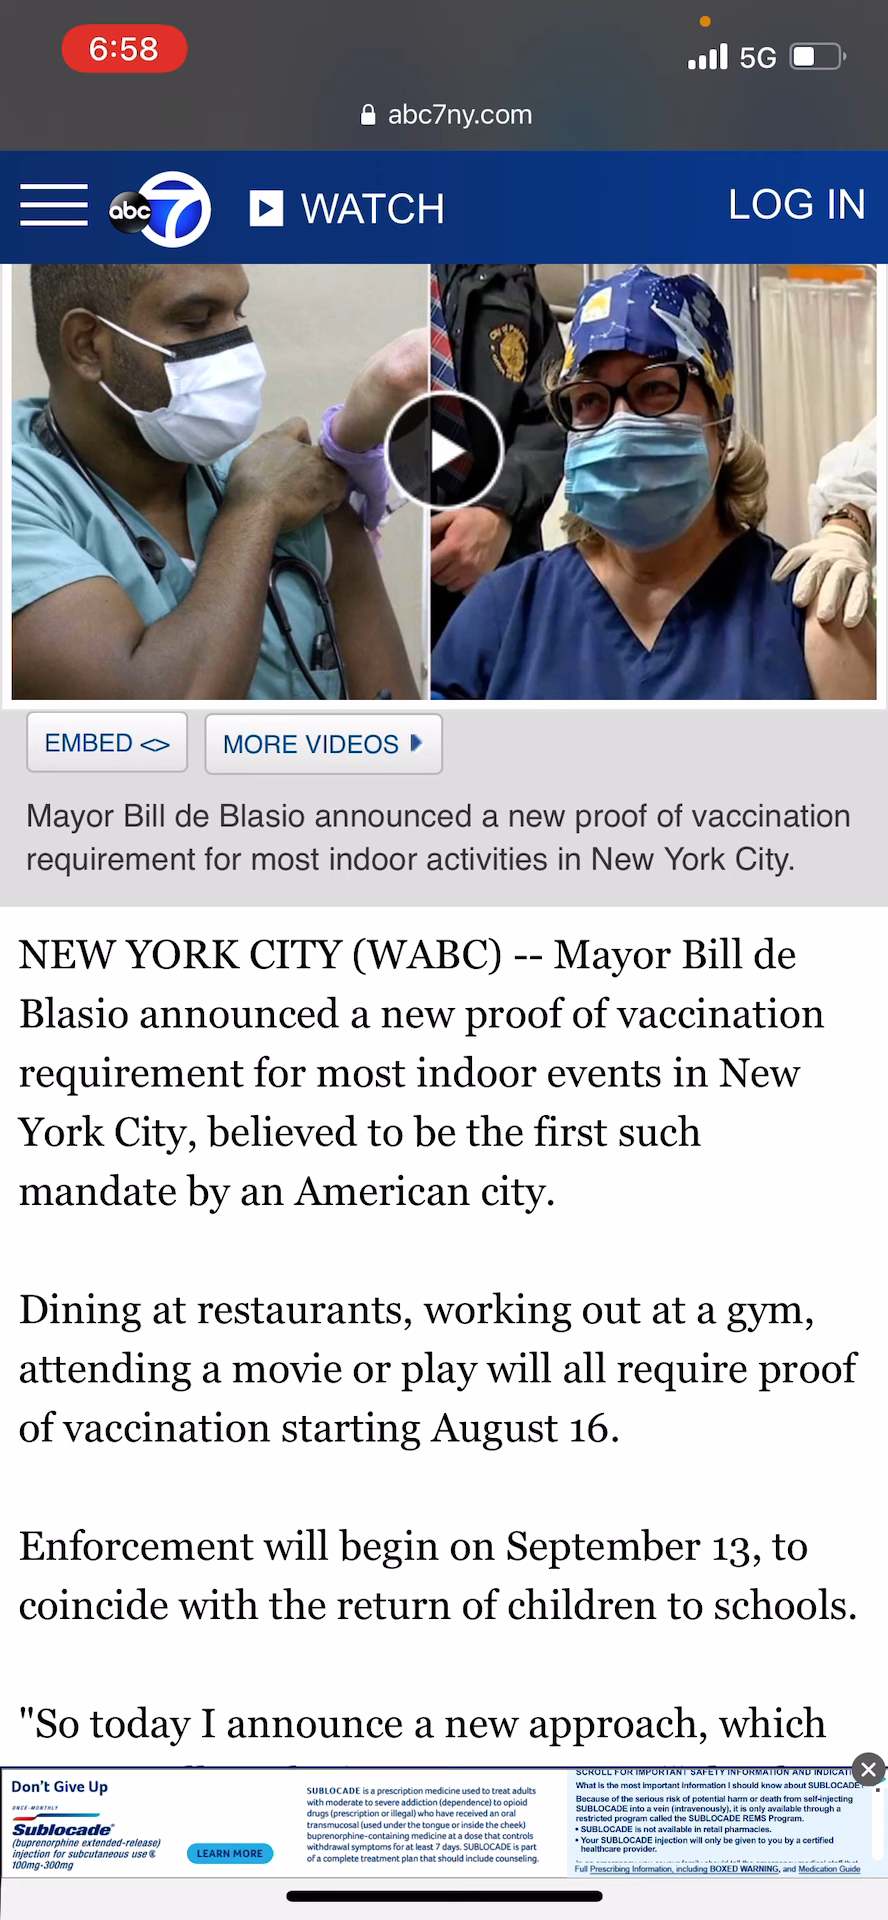 6:58
5G
abc7ny.com
abc 7
WATCH
LOG IN
EMBED <>
MORE VIDEOS
Mayor Bill de Blasio announced a new proof of vaccination
requirement for most indoor activities in New York City.
NEW YORK CITY (WABC) -- Mayor Bill de
Blasio announced a new proof of vaccination
requirement for most indoor events in New
York City, believed to be the first such
mandate by an American city.
Dining at restaurants, working out at a gym,
attending a movie or play will all require proof
of vaccination starting August 16.
Enforcement will begin on September 13, to
coincide with the return of children to schools.
"So today I announce a new approach, which
Don't Give Up
ONCE-MONTHLY
Sublocade
(buprenorphine extended-release)
injection for subcutaneous use
100mg·300mg
LEARN MORE
SUBLOCADE is a prescription medicine used to treat adults
with moderate to severe addiction (dependence) to opioid
drugs (prescription or illegal) who have received an oral
transmucosal (used under the tongue or inside the cheek)
buprenorphine-containing medicine at a dose that controls
withdrawal symptoms for at least 7 days. SUBLOCADE is part
of a complete treatment plan that should include counseling.
SCROLL FOR IMPORTANT SAFETY INFORMATION AND
What is the most important information I should know about SUBLOCADE?
Because of the serious risk of potential harm or death from self-injecting
SUBLOCADE into a vein (intravenously), it is only available through a
restricted program called the SUBLOCADE REMS Program.
• SUBLOCADE is not available in retail pharmacies.
• Your SUBLOCADE injection will only be given to you by a certified
healthcare provider.
Full Prescribing Information, including BOXED WARNING, and Medication Guide